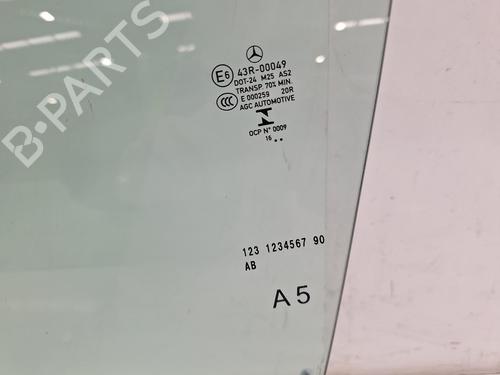 B-PARTS
E6 43R-00049
DOT-24 M25 AS2
TRANSP. 70% MIN.
CCC E 000259 20R
AGC AUTOMOTIVE
OCP N° 0009
16 ..
123 1234567 90
AB
A5